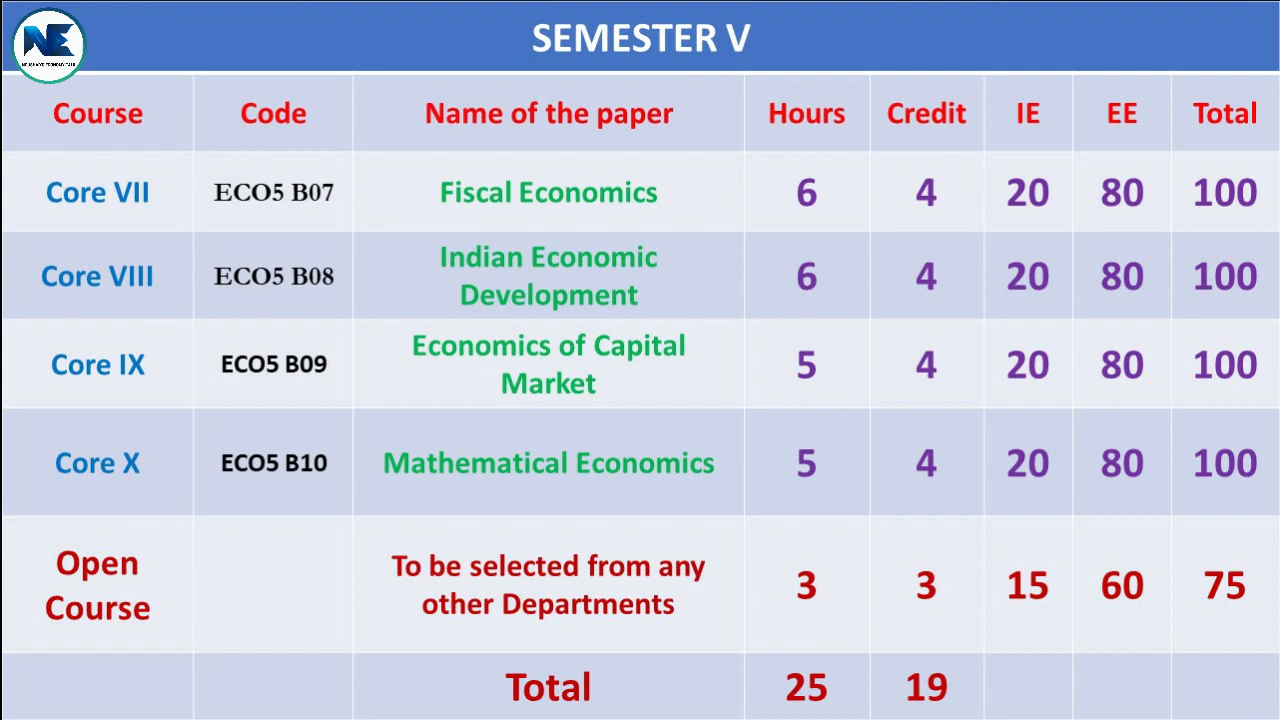 SEMESTER V
NE
Course Code Name of the paper Hours Credit IE EE Total
Core VII ECO5 B07 Fiscal Economics 6 4 20 80 100
Core VIII ECO5 B08 Indian Economic
Development 6 4 20 80 100
Core IX ECO5 B09 Economics of Capital
Market 5 4 20 80 100
Core X ECO5 B10 Mathematical Economics 5 4 20 80 100
Open
Course To be selected from any
other Departments 3 3 15 60 75
Total 25 19